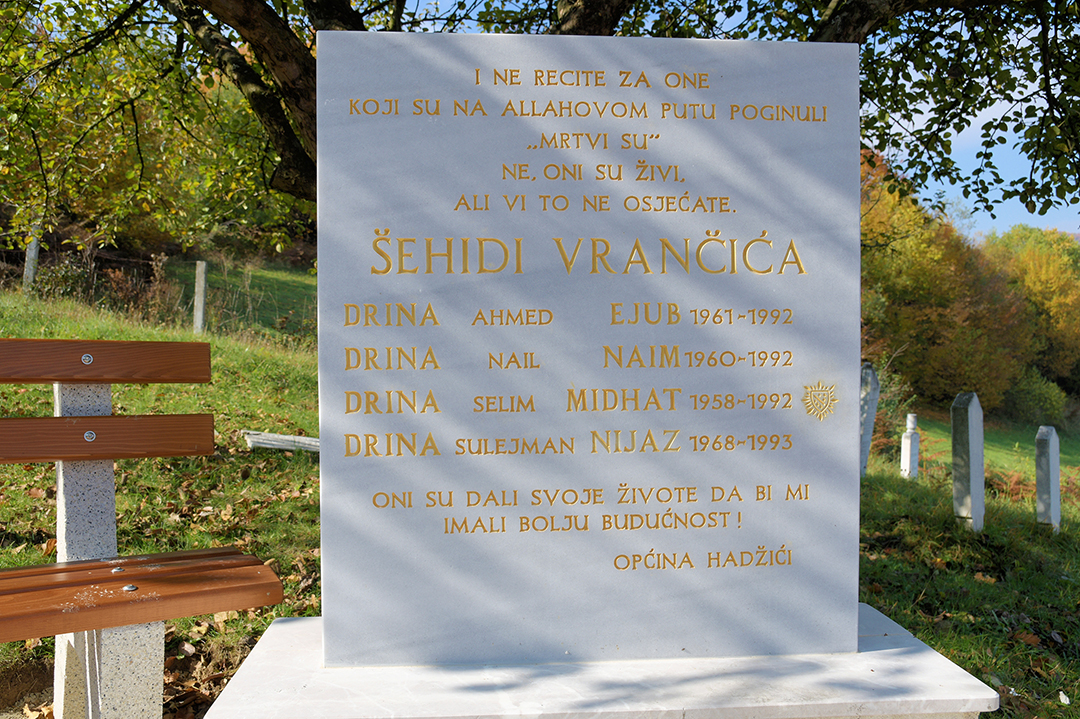 I NE RECITE ZA ONE
KOJI SU NA ALLAHOVOM PUTU POGINULI
„MRTVI SU“
NE, ONI SU ŽIVI,
ALI VI TO NE OSJEĆATE.
ŠEHIDI VRANČIĆA
DRINA AHMED EJUB 1961-1992
DRINA NAIL NAIM 1960-1992
DRINA SELIM MIDHAT 1958-1992
DRINA SULEJMAN NIJAZ 1968-1993
ONI SU DALI SVOJE ŽIVOTE DA BI MI
IMALI BOLJU BUDUĆNOST!
OPĆINA HADŽIĆI